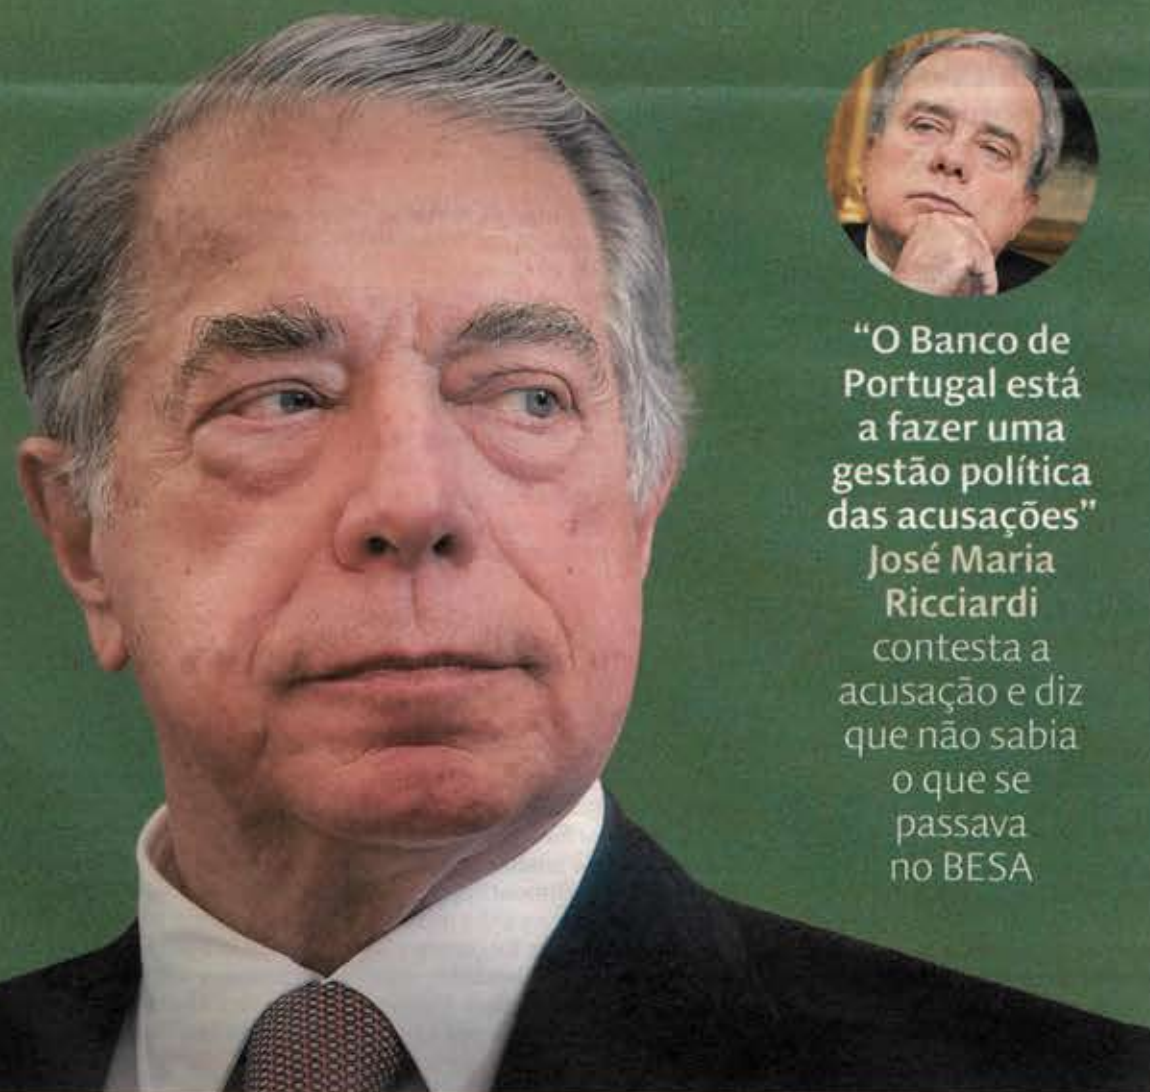 “O Banco de
Portugal está
a fazer uma
gestão política
das acusações”
José Maria
Ricciardi
contesta a
acusação e diz
que não sabia
o que se
passava
no BESA